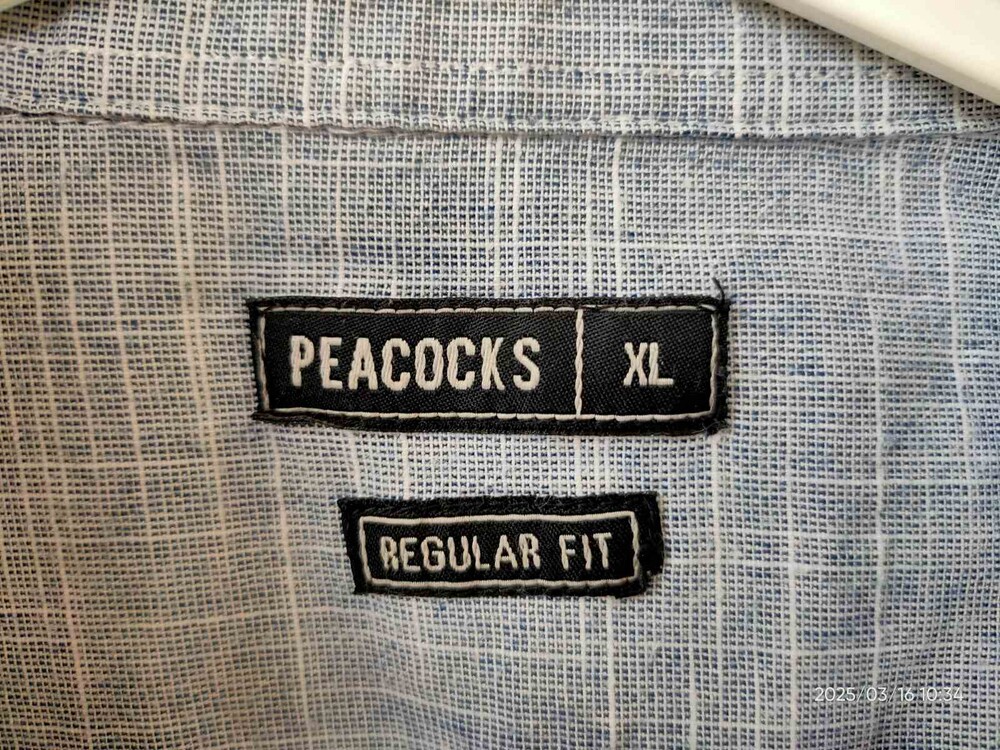 PEACOCKS XL
REGULAR FIT
2025/03/16 10:34